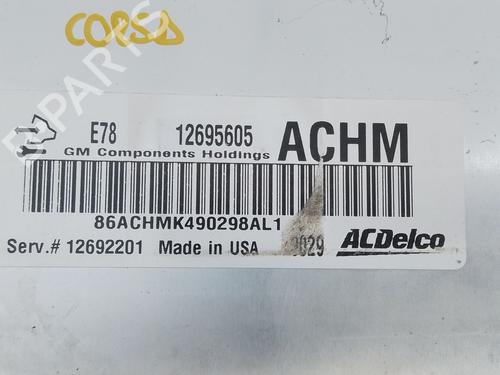 CORSA
E78 12695605 ACHM
GM Components Holdings
86ACHMK490298AL1
Serv.# 12692201 Made in USA 029 ACDelco